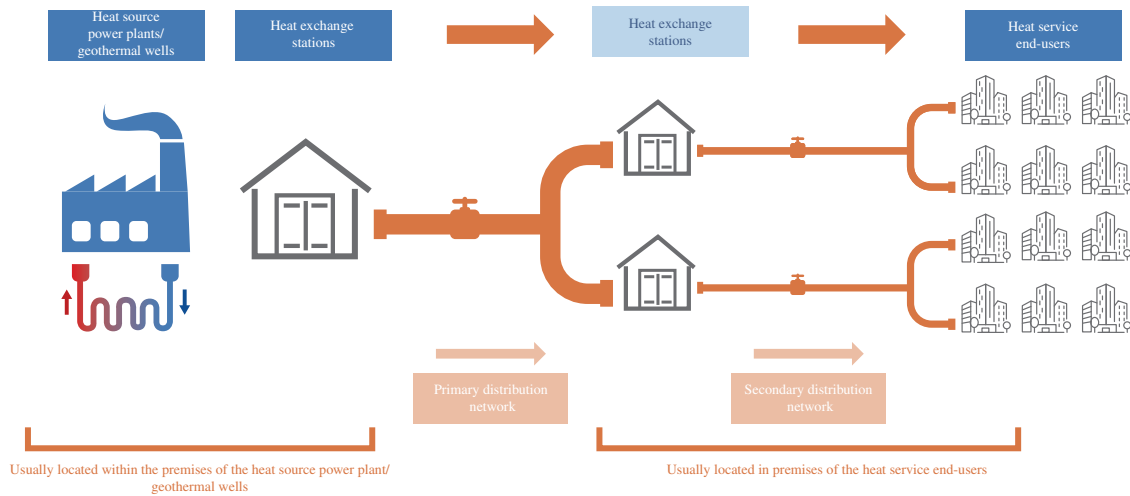 Heat source
power plants/
geothermal wells
Heat exchange
stations
Heat exchange
stations
Heat service
end-users
Primary distribution
network
Secondary distribution
network
Usually located within the premises of the heat source power plant/
geothermal wells
Usually located in premises of the heat service end-users